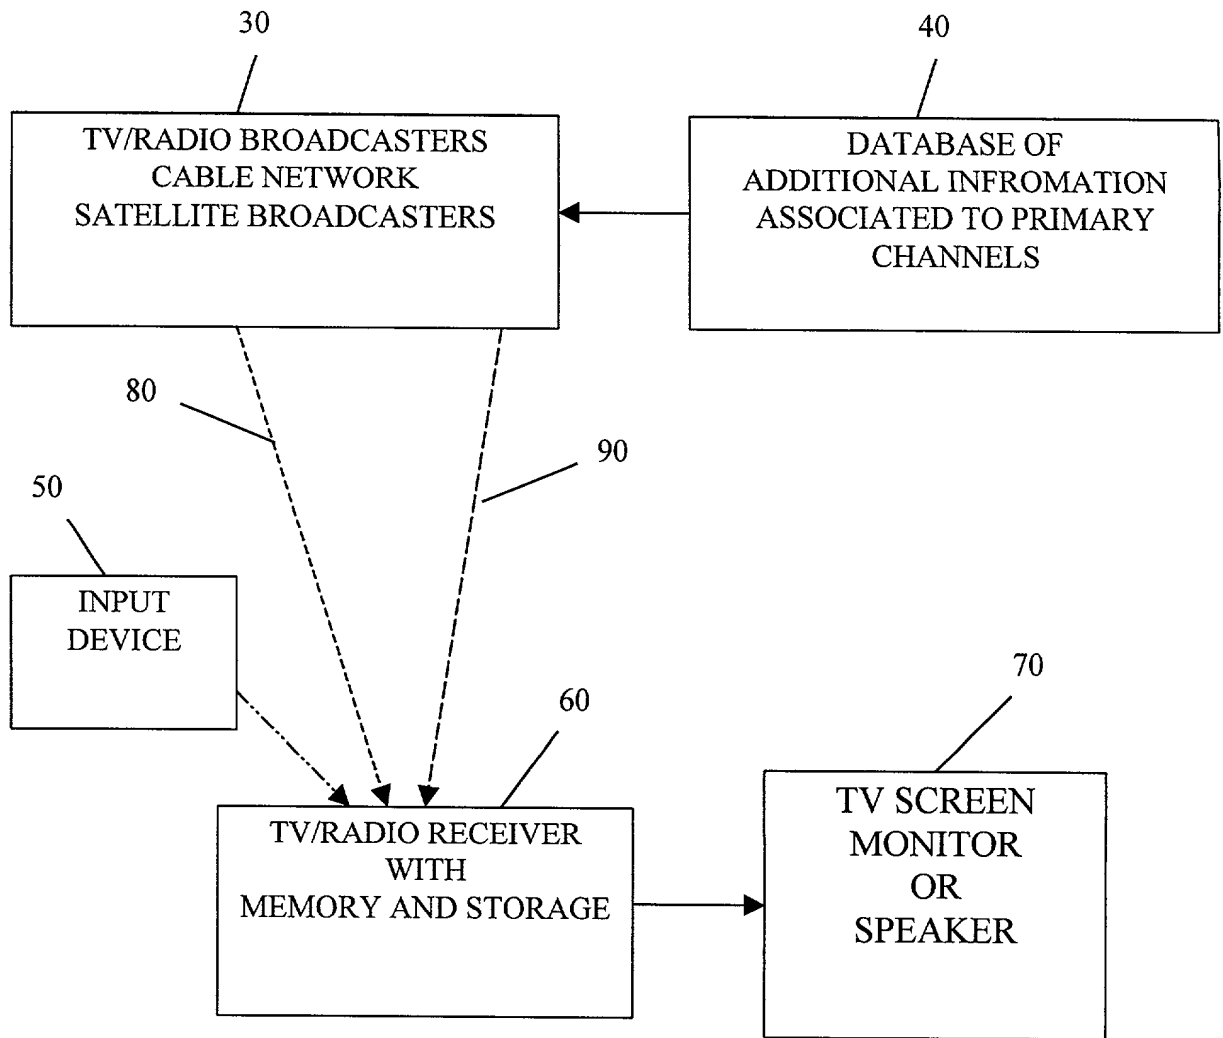 30
40
TV/RADIO BROADCASTERS
CABLE NETWORK
SATELLITE BROADCASTERS
DATABASE OF
ADDITIONAL INFROMATION
ASSOCIATED TO PRIMARY
CHANNELS
80
90
50
INPUT
DEVICE
60
70
TV/RADIO RECEIVER
WITH
MEMORY AND STORAGE
TV SCREEN
MONITOR
OR
SPEAKER